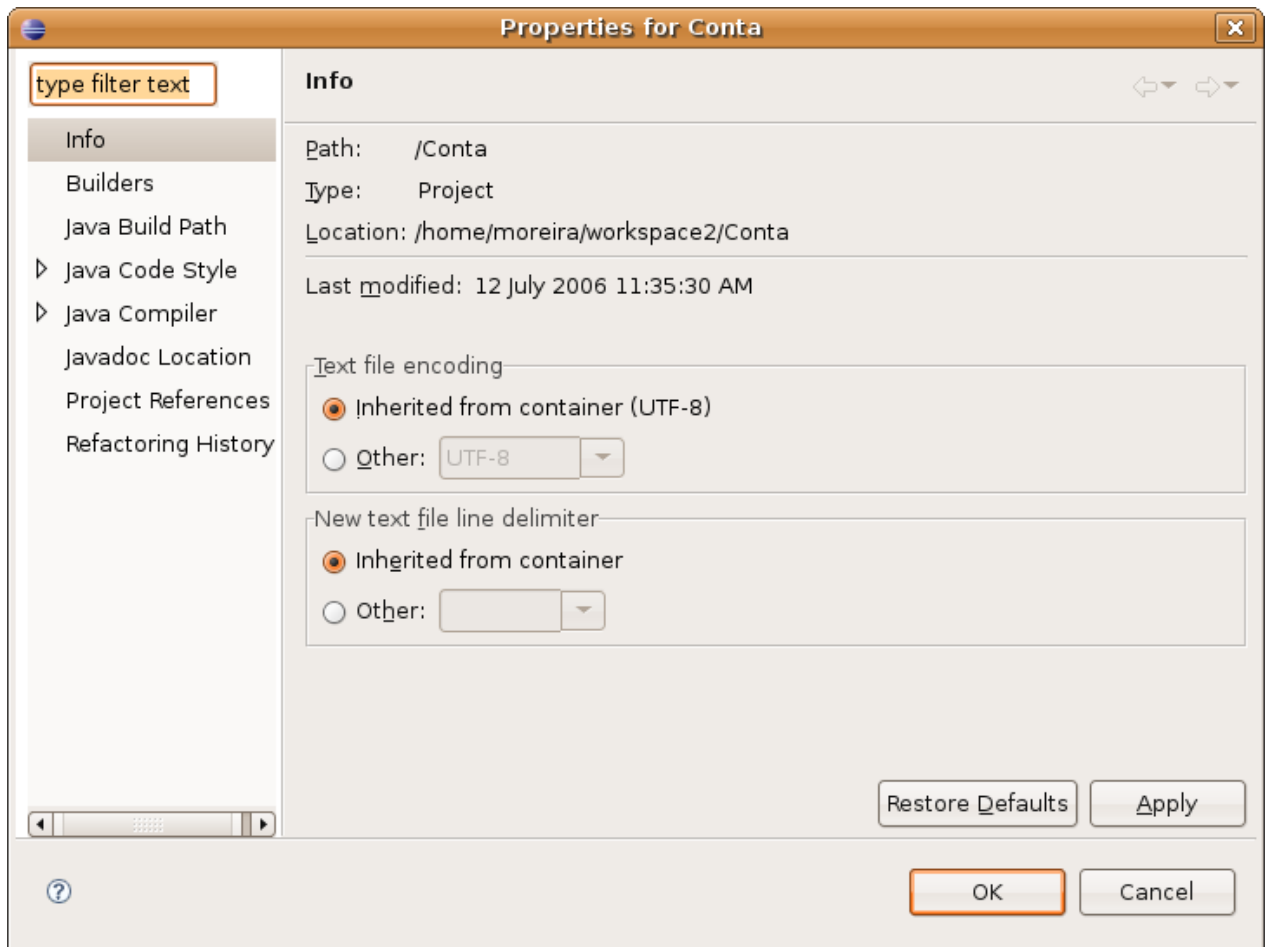 Properties for Conta
type filter text
Info
Builders
Java Build Path
Java Code Style
Java Compiler
Javadoc Location
Project References
Refactoring History
Info
Path: /Conta
Type: Project
Location: /home/moreira/workspace2/Conta
Last modified: 12 July 2006 11:35:30 AM
Text file encoding
Inherited from container (UTF-8)
Other: UTF-8
New text file line delimiter
Inherited from container
Other:
Restore Defaults Apply
OK Cancel